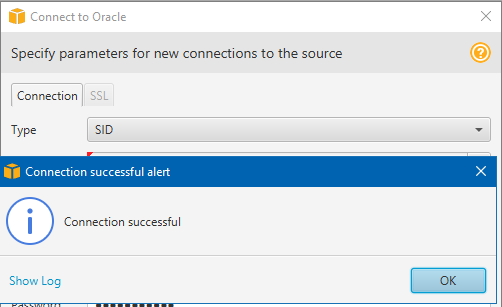 Connect to Oracle
Specify parameters for new connections to the source
Connection SSL
Type SID
Connection successful alert
Connection successful
Show Log OK
Password